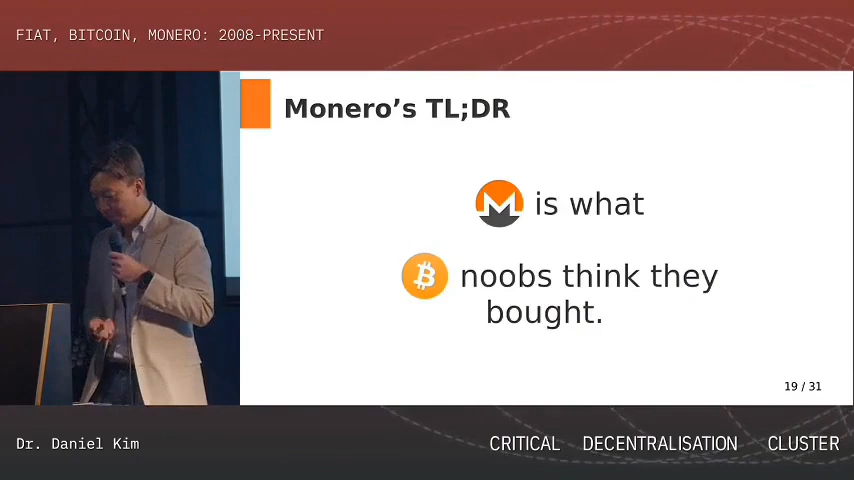 FIAT, BITCOIN, MONERO: 2008-PRESENT
Monero’s TL;DR
is what
noobs think they
bought.
19 / 31
Dr. Daniel Kim
CRITICAL DECENTRALISATION CLUSTER